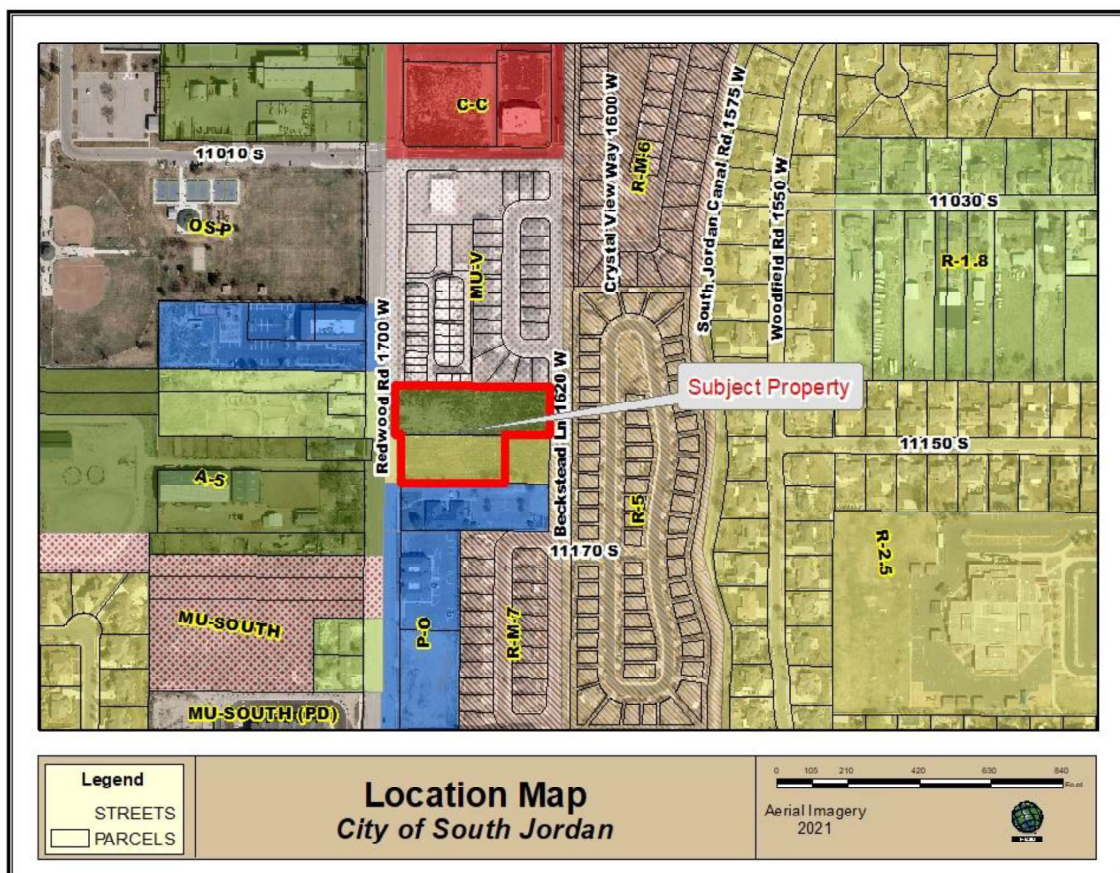 C-C
11010 S
OS-P
Crystal View Way 1600 W
R-M-6
South Jordan Canal Rd 1575 W
Woodfield Rd 1550 W
11030 S
R-1.8
MU-V
Redwood Rd 1700 W
Beckstead Ln 1620 W
Subject Property
11150 S
A-5
R-5
11170 S
R-2.5
MU-SOUTH
P-O
R-M-7
MU-SOUTH (PD)
Legend
STREETS
PARCELS
Location Map
City of South Jordan
0 105 210 420 630 840
Feet
Aerial Imagery
2021